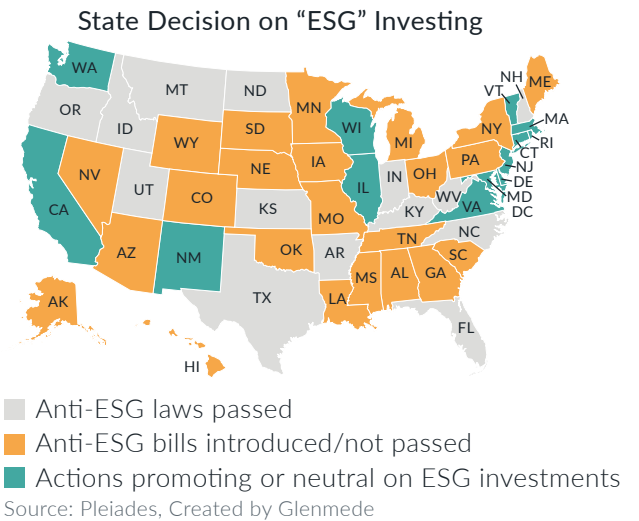 State Decision on “ESG” Investing
WA
MT
ND
MN
VT
NH
ME
OR
ID
WY
SD
WI
MI
NY
MA
RI
CT
NV
UT
CO
NE
IA
IL
IN
OH
PA
NJ
DE
MD
DC
CA
KS
MO
KY
WV
VA
AZ
NM
OK
AR
TN
NC
SC
TX
LA
MS
AL
GA
FL
AK
HI
Anti-ESG laws passed
Anti-ESG bills introduced/not passed
Actions promoting or neutral on ESG investments
Source: Pleiades, Created by Glenmede